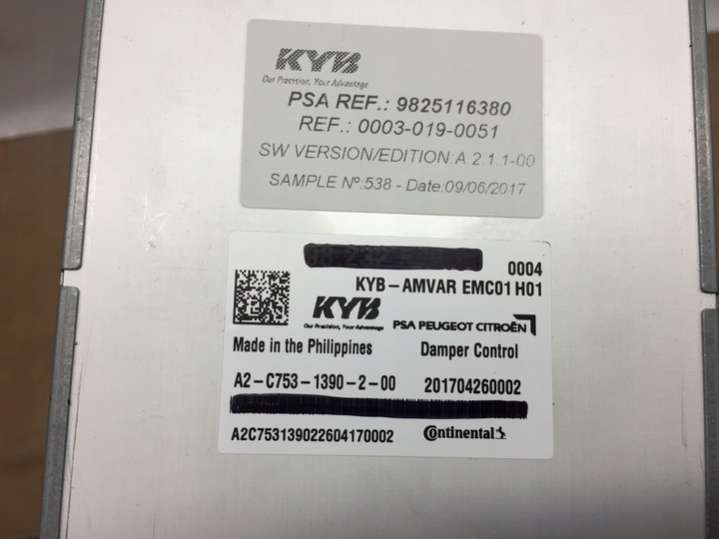 KYB
Our Precision, Your Advantage
PSA REF.: 9825116380
REF.: 0003-019-0051
SW VERSION/EDITION:A 2.1.1-00
SAMPLE Nº:538 - Date:09/06/2017
0004
KYB-AMVAR EMC01 H01
KYB
Our Precision, Your Advantage
PSA PEUGEOT CITROËN
Made in the Philippines Damper Control
A2-C753-1390-2-00 201704260002
A2C753139022604170002 Continental